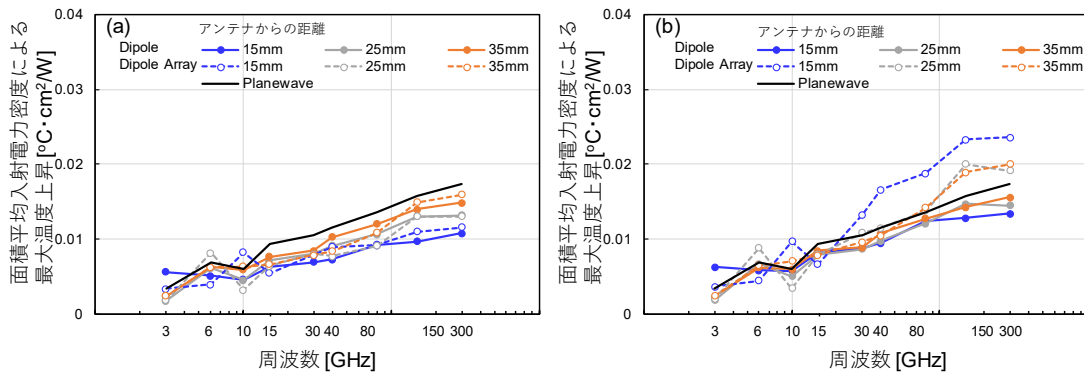 (a)
アンテナからの距離
Dipole 15mm 25mm 35mm
Dipole Array 15mm 25mm 35mm
Planewave
面積平均入射電力密度による
最大温度上昇 [ºC･cm²/W]
0.04
0.03
0.02
0.01
0
3 6 10 15 30 40 80 150 300
周波数 [GHz]
(b)
アンテナからの距離
Dipole 15mm 25mm 35mm
Dipole Array 15mm 25mm 35mm
Planewave
面積平均入射電力密度による
最大温度上昇 [ºC･cm²/W]
0.04
0.03
0.02
0.01
0
3 6 10 15 30 40 80 150 300
周波数 [GHz]